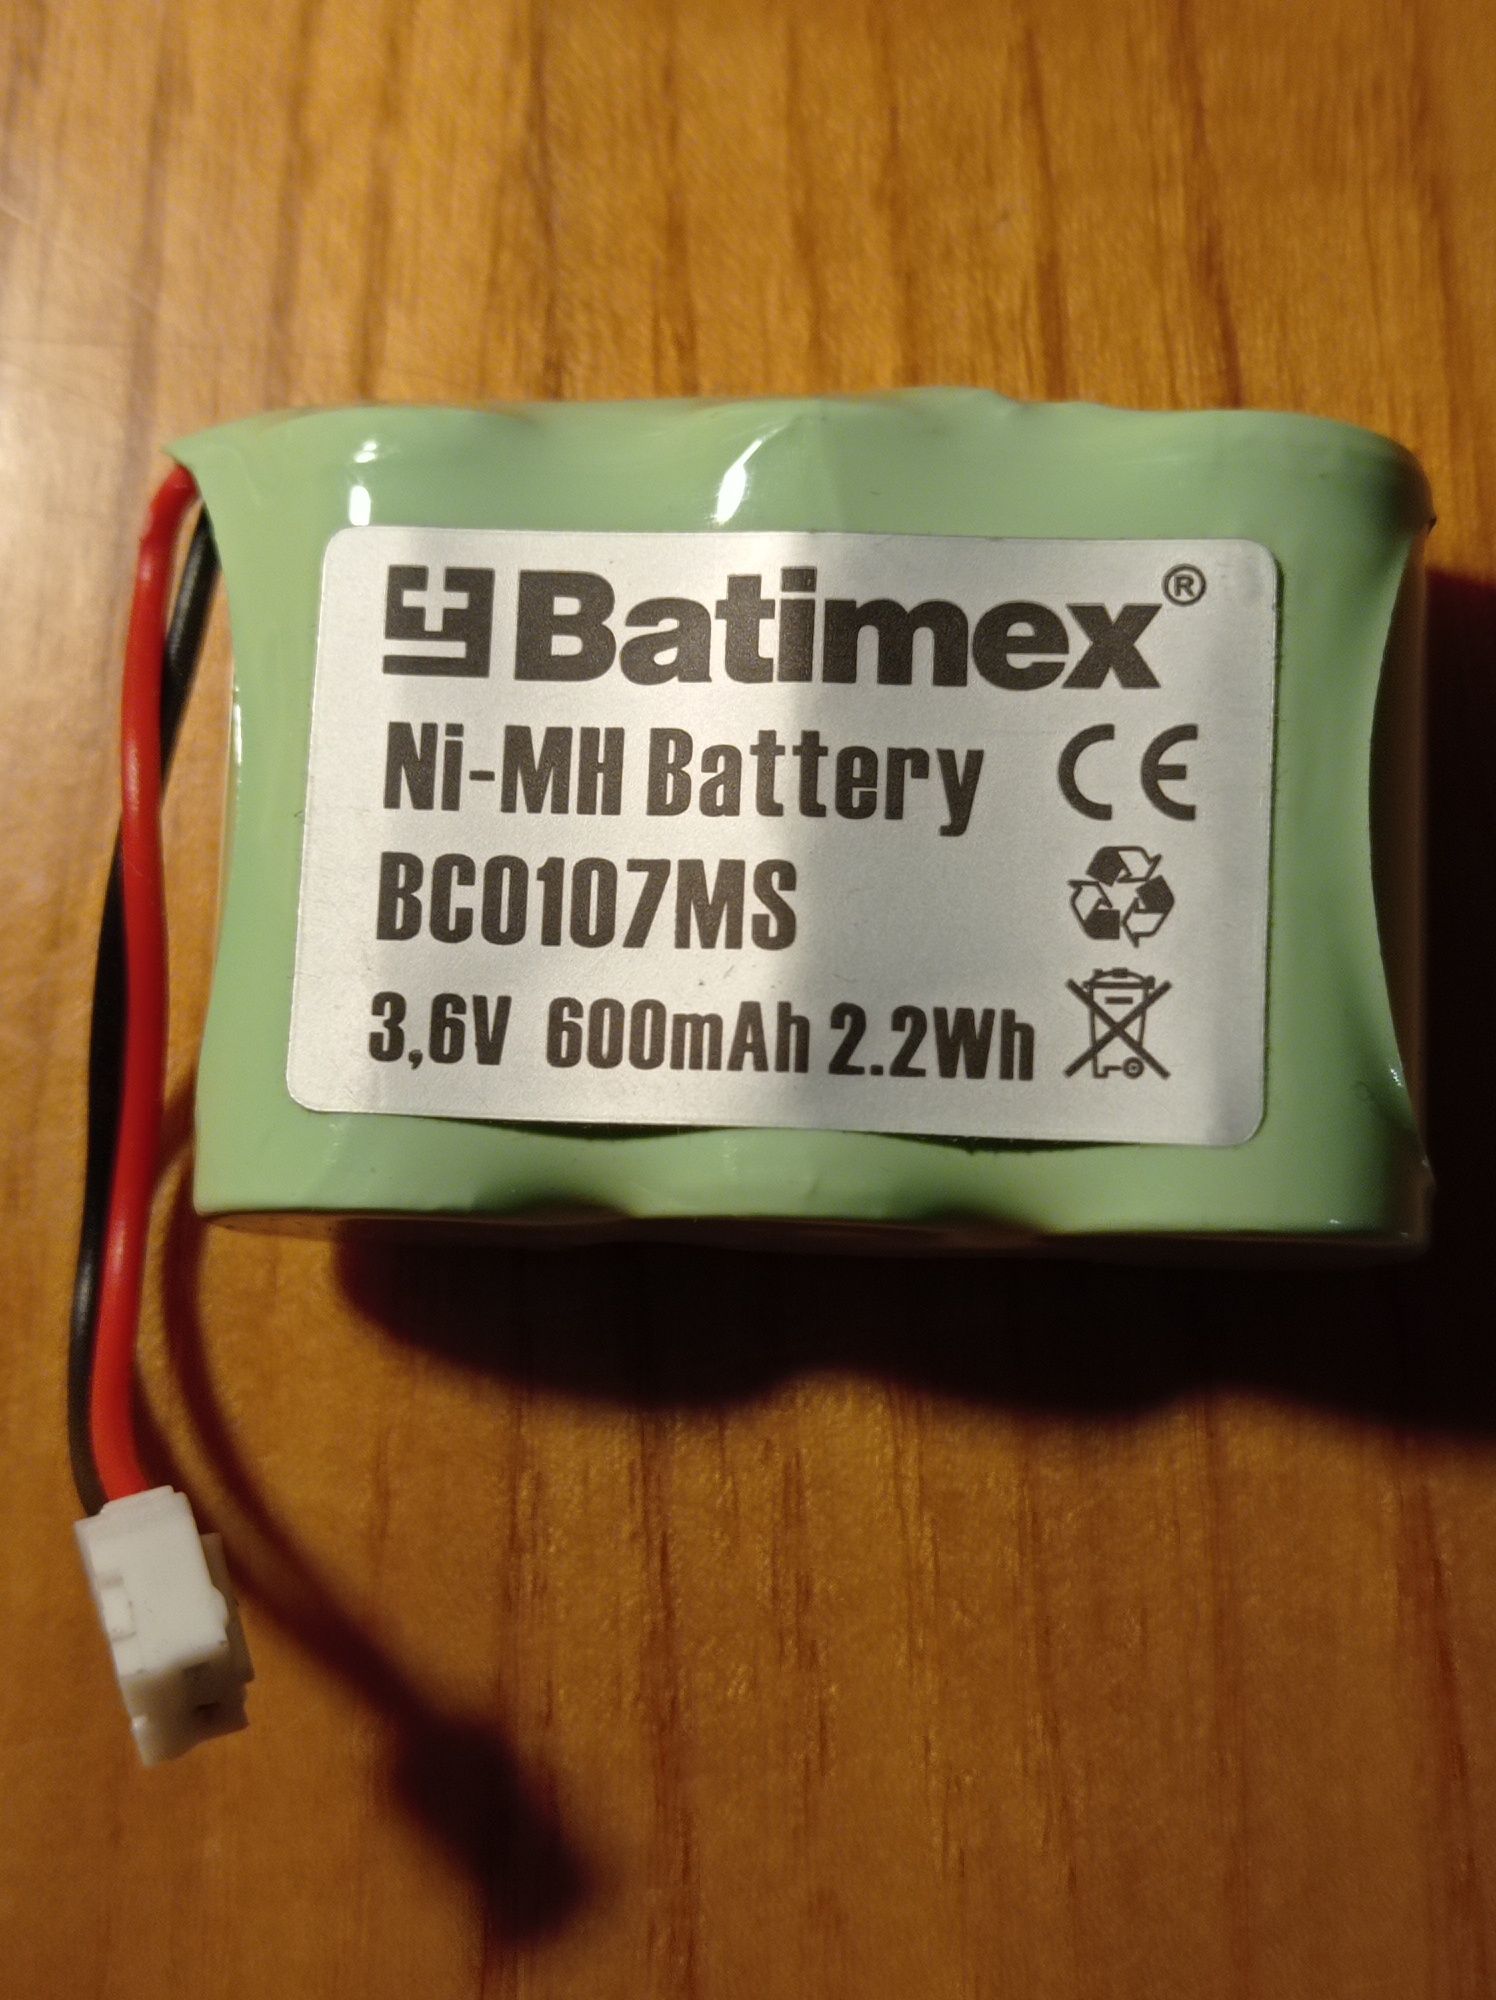 Batimex®
Ni-MH Battery CE
BC0107MS
3,6V 600mAh 2.2Wh